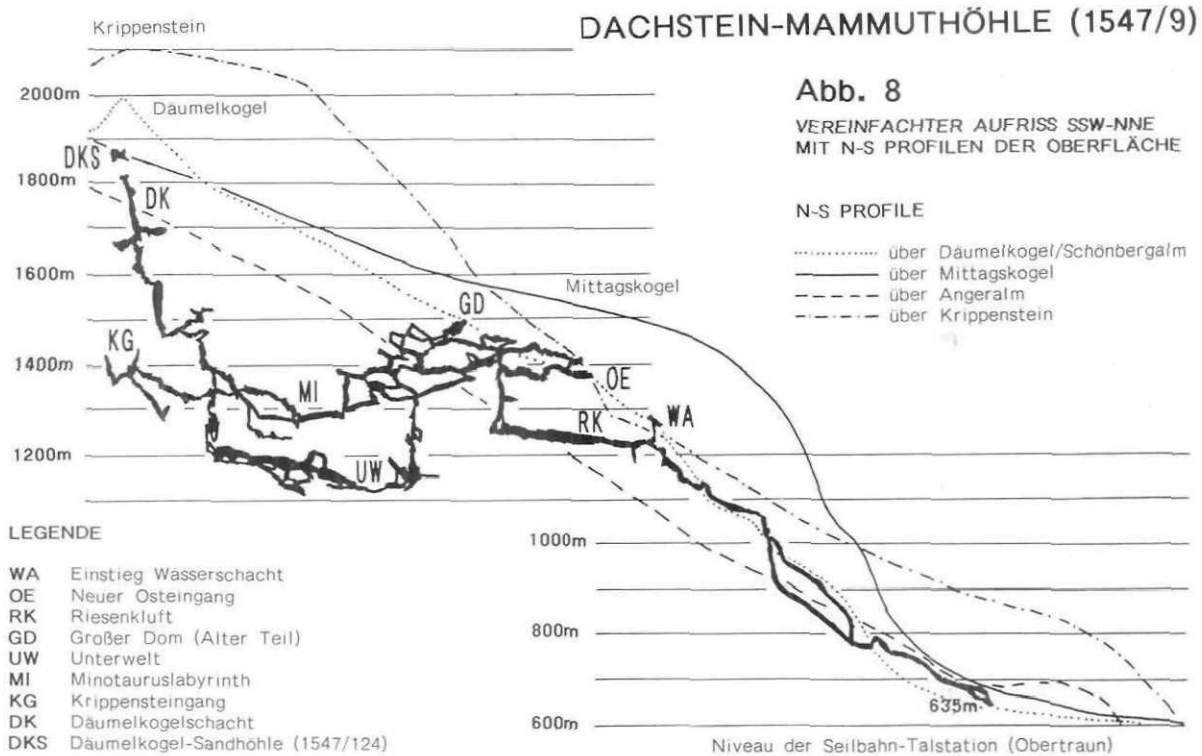 DACHSTEIN-MAMMUTHÖHLE (1547/9)
Krippenstein
Abb. 8
VEREINFACHTER AUFRISS SSW-NNE
MIT N-S PROFILEN DER OBERFLÄCHE
N-S PROFILE
über Däumelkogel/Schönbergalm
über Mittagskogel
über Angeralm
über Krippenstein
2000m
Däumelkogel
DKS
1800m
DK
1600m
Mittagskogel
GD
KG
1400m
OE
MI
RK
WA
1200m
UW
1000m
800m
635m
600m
Niveau der Seilbahn-Talstation (Obertraun)
LEGENDE
WA Einstieg Wasserschacht
OE Neuer Osteingang
RK Riesenkluft
GD Großer Dom (Alter Teil)
UW Unterwelt
MI Minotauruslabyrinth
KG Krippensteingang
DK Däumelkogelschacht
DKS Däumelkogel-Sandhöhle (1547/124)